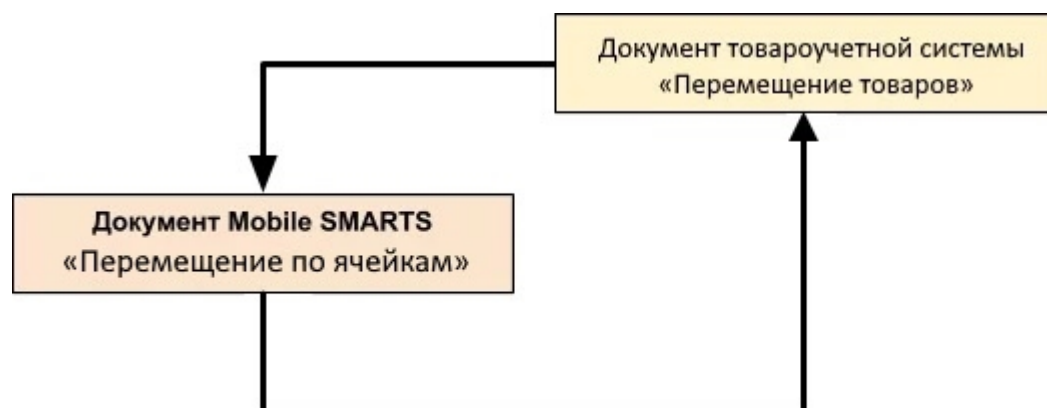 Документ товароучетной системы
«Перемещение товаров»
Документ Mobile SMARTS
«Перемещение по ячейкам»